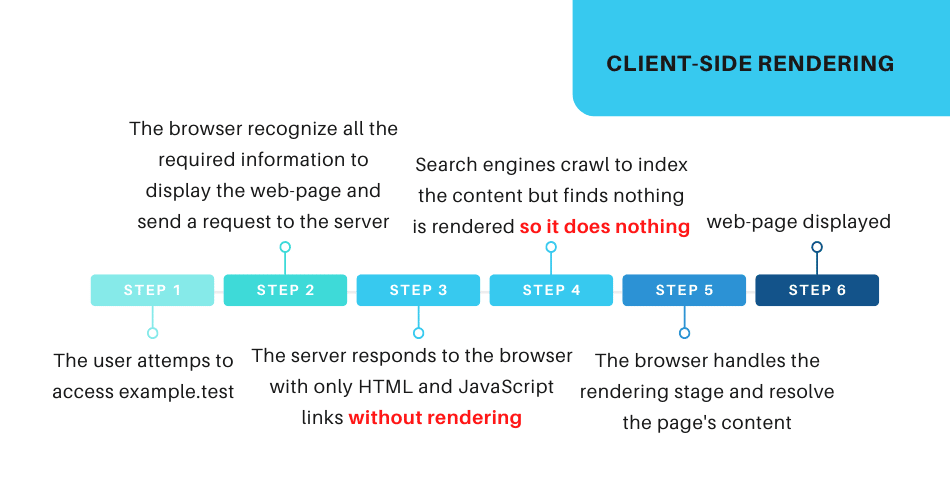 CLIENT-SIDE RENDERING
The browser recognize all the
required information to
display the web-page and
send a request to the server
Search engines crawl to index
the content but finds nothing
is rendered so it does nothing
web-page displayed
STEP 1
STEP 2
STEP 3
STEP 4
STEP 5
STEP 6
The user attemps to
access example.test
The server responds to the browser
with only HTML and JavaScript
links without rendering
The browser handles the
rendering stage and resolve
the page's content